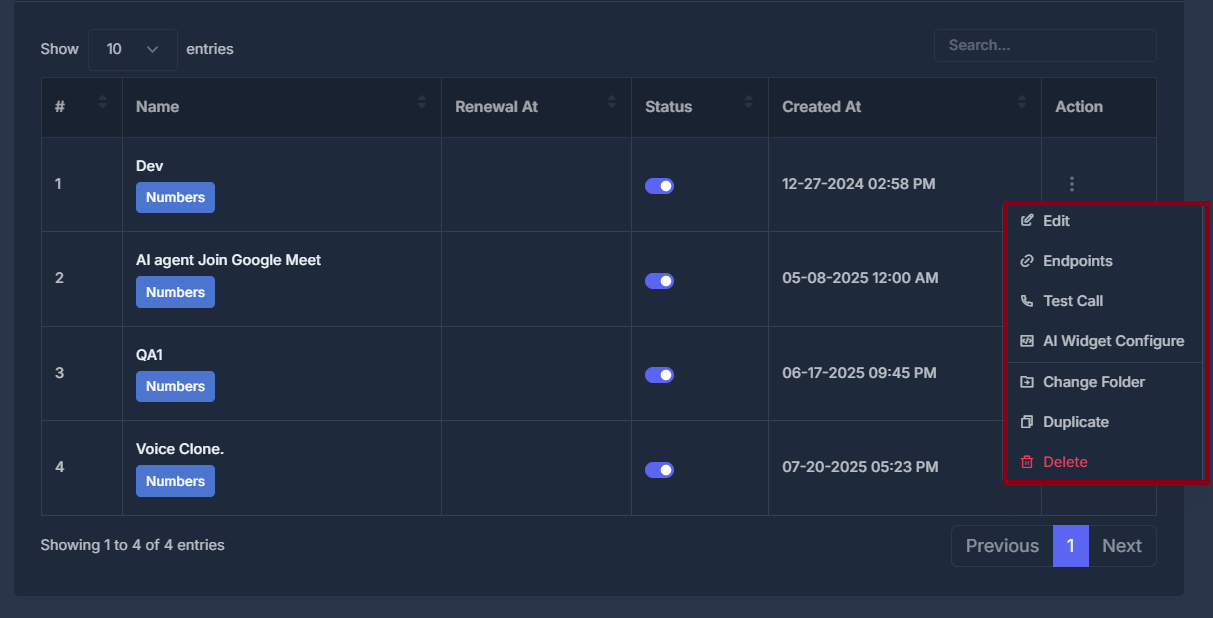 Show 10 entries
Search...
# Name Renewal At Status Created At Action
1 Dev 12-27-2024 02:58 PM
Numbers
Edit
2 AI agent Join Google Meet 05-08-2025 12:00 AM
Numbers
Endpoints
Test Call
AI Widget Configure
3 QA1 06-17-2025 09:45 PM
Numbers
Change Folder
Duplicate
4 Voice Clone. 07-20-2025 05:23 PM
Numbers
Delete
Showing 1 to 4 of 4 entries
Previous 1 Next